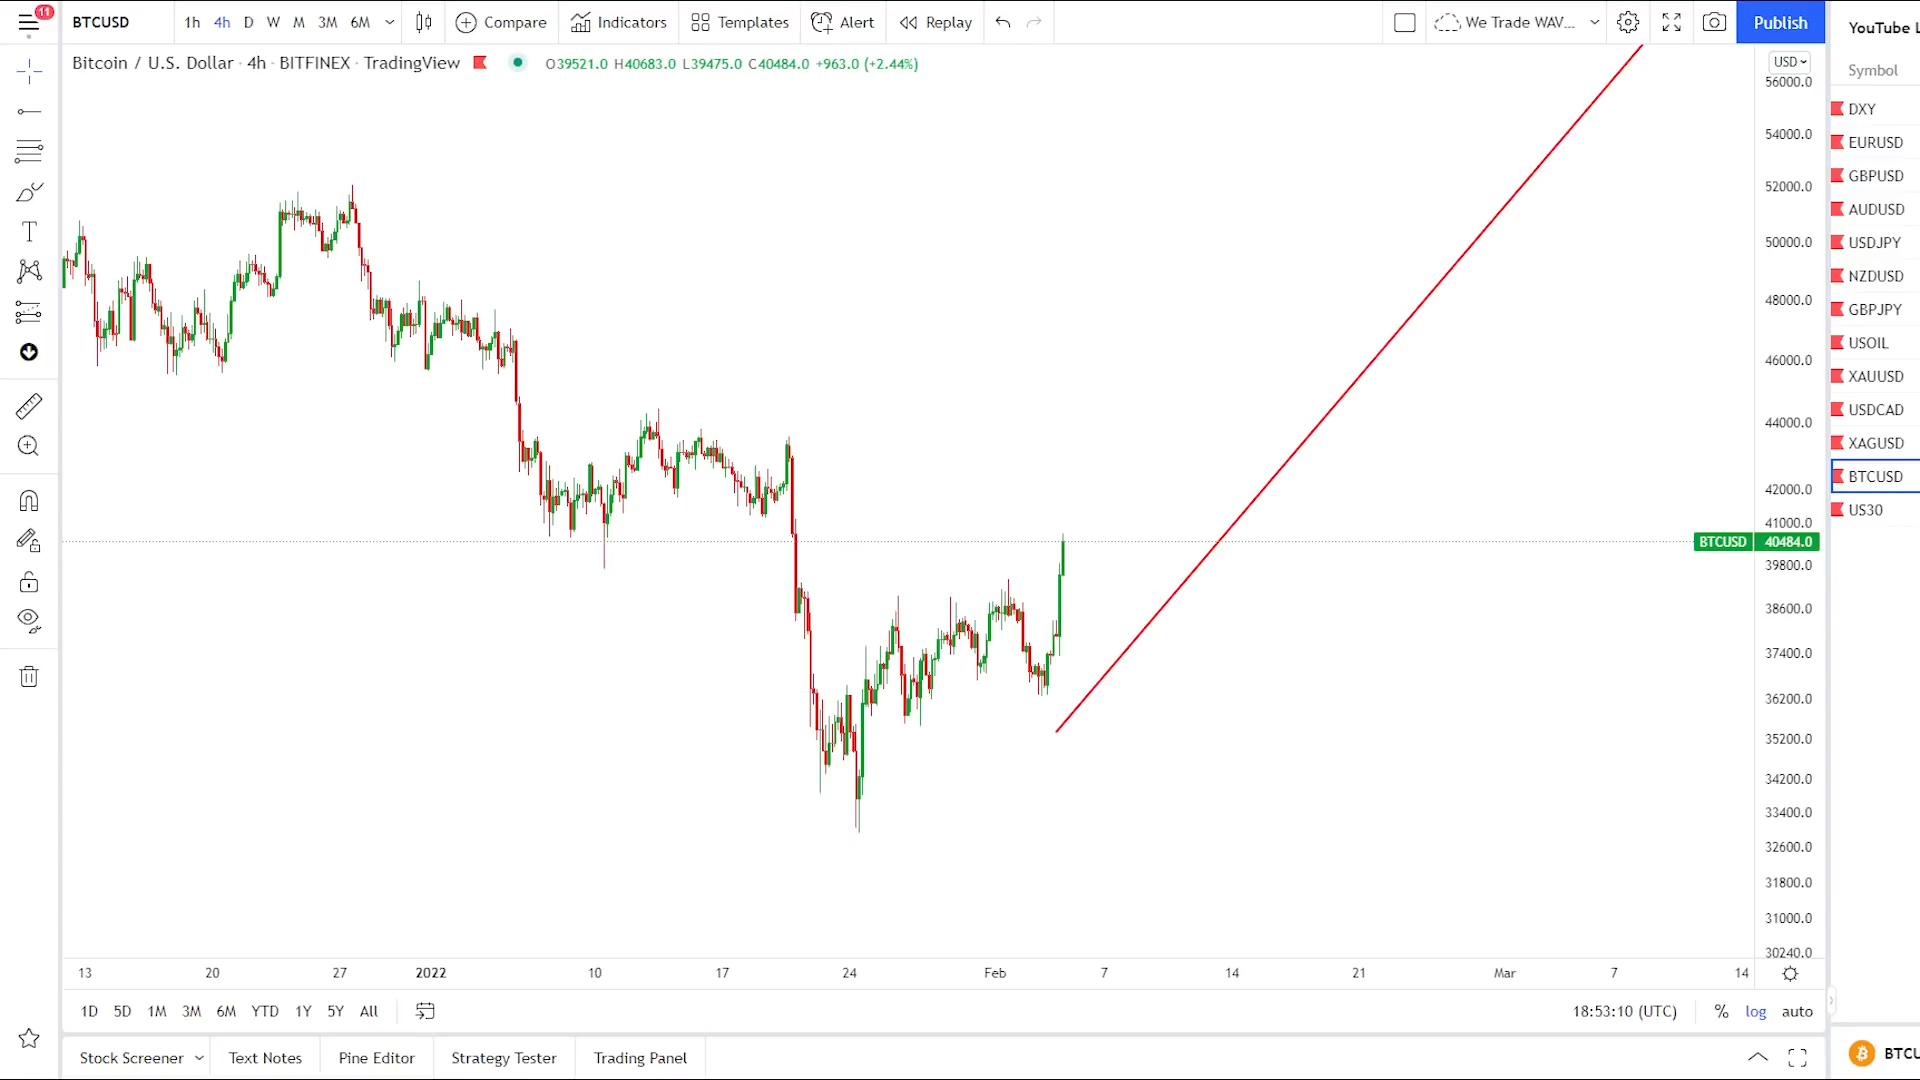 11
BTCUSD 1h 4h D W M 3M 6M Compare Indicators Templates Alert Replay We Trade WAV... Publish
Bitcoin / U.S. Dollar · 4h · BITFINEX · TradingView O39521.0 H40683.0 L39475.0 C40484.0 +963.0 (+2.44%)
USD
56000.0
54000.0
52000.0
50000.0
48000.0
46000.0
44000.0
42000.0
41000.0
BTCUSD 40484.0
39800.0
38600.0
37400.0
36200.0
35200.0
34200.0
33400.0
32600.0
31800.0
31000.0
30240.0
13 20 27 2022 10 17 24 Feb 7 14 21 Mar 7 14
1D 5D 1M 3M 6M YTD 1Y 5Y All 18:53:10 (UTC) % log auto
Stock Screener Text Notes Pine Editor Strategy Tester Trading Panel
YouTube L
Symbol
DXY
EURUSD
GBPUSD
AUDUSD
USDJPY
NZDUSD
GBPJPY
USOIL
XAUUSD
USDCAD
XAGUSD
BTCUSD
US30
BTCU